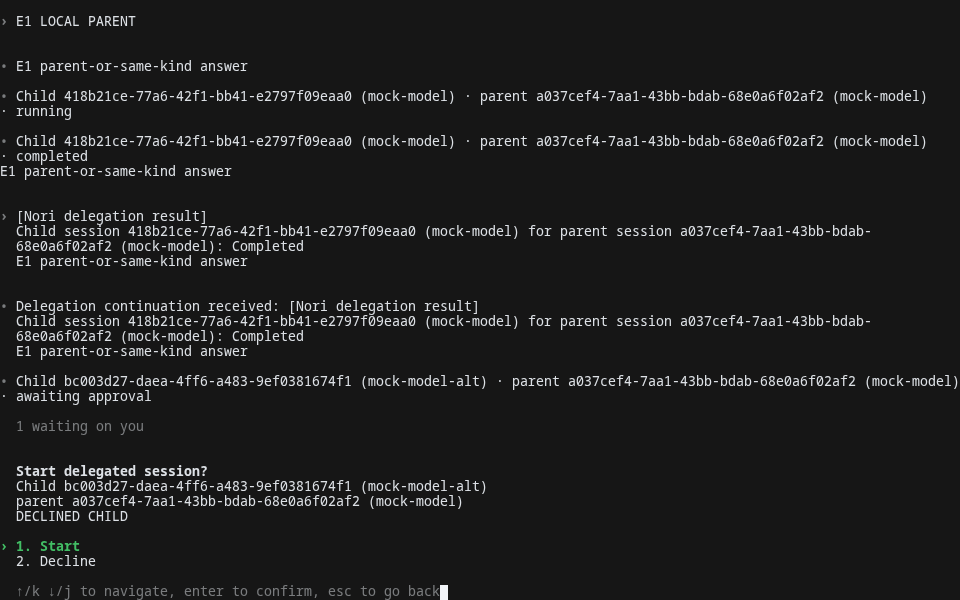 › E1 LOCAL PARENT
• E1 parent-or-same-kind answer
• Child 418b21ce-77a6-42f1-bb41-e2797f09eaa0 (mock-model) · parent a037cef4-7aa1-43bb-bdab-68e0a6f02af2 (mock-model)
· running
• Child 418b21ce-77a6-42f1-bb41-e2797f09eaa0 (mock-model) · parent a037cef4-7aa1-43bb-bdab-68e0a6f02af2 (mock-model)
· completed
E1 parent-or-same-kind answer
› [Nori delegation result]
Child session 418b21ce-77a6-42f1-bb41-e2797f09eaa0 (mock-model) for parent session a037cef4-7aa1-43bb-bdab-
68e0a6f02af2 (mock-model): Completed
E1 parent-or-same-kind answer
• Delegation continuation received: [Nori delegation result]
Child session 418b21ce-77a6-42f1-bb41-e2797f09eaa0 (mock-model) for parent session a037cef4-7aa1-43bb-bdab-
68e0a6f02af2 (mock-model): Completed
E1 parent-or-same-kind answer
• Child bc003d27-daea-4ff6-a483-9ef0381674f1 (mock-model-alt) · parent a037cef4-7aa1-43bb-bdab-68e0a6f02af2 (mock-model)
· awaiting approval
1 waiting on you
Start delegated session?
Child bc003d27-daea-4ff6-a483-9ef0381674f1 (mock-model-alt)
parent a037cef4-7aa1-43bb-bdab-68e0a6f02af2 (mock-model)
DECLINED CHILD
› 1. Start
2. Decline
↑/k ↓/j to navigate, enter to confirm, esc to go back